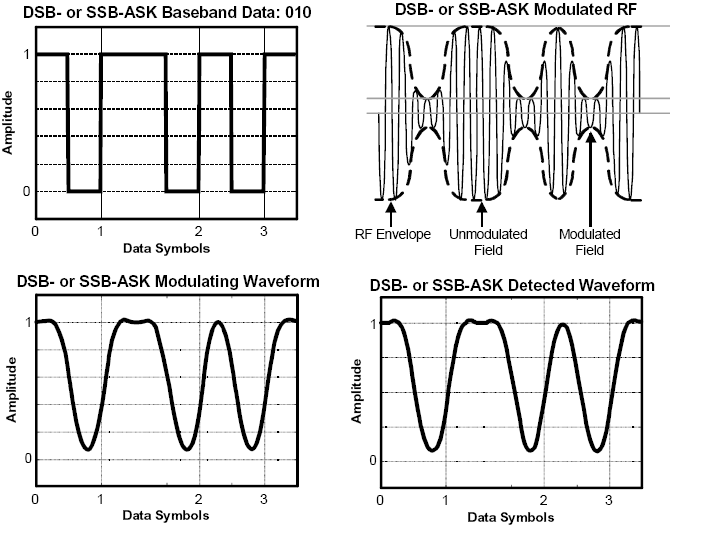 DSB- or SSB-ASK Baseband Data: 010
Amplitude
1
0
0 1 2 3
Data Symbols
DSB- or SSB-ASK Modulated RF
RF Envelope
Unmodulated
Field
Modulated
Field
DSB- or SSB-ASK Modulating Waveform
Amplitude
1
0
0 1 2 3
Data Symbols
DSB- or SSB-ASK Detected Waveform
Amplitude
1
0
0 1 2 3
Data Symbols